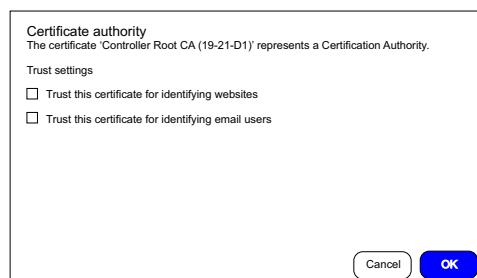 Certificate authority
The certificate ‘Controller Root CA (19-21-D1)’ represents a Certification Authority.
Trust settings
Trust this certificate for identifying websites
Trust this certificate for identifying email users
Cancel OK